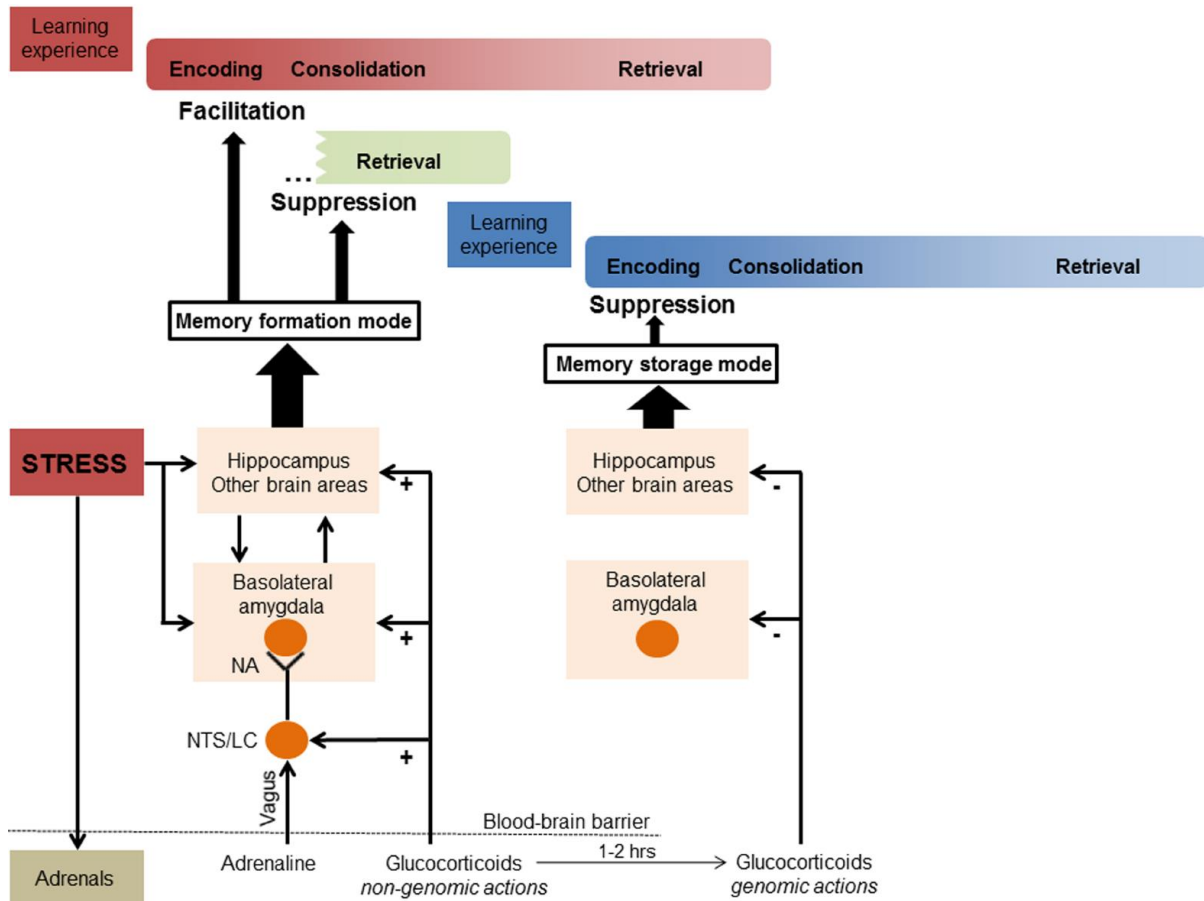 Learning
experience
Encoding Consolidation Retrieval
Facilitation
Retrieval
...
Suppression
Learning
experience
Encoding Consolidation Retrieval
Suppression
Memory formation mode
Memory storage mode
STRESS
Hippocampus
Other brain areas
+
Hippocampus
Other brain areas
-
Basolateral
amygdala
+
NA
Basolateral
amygdala
-
NTS/LC
+
Vagus
Blood-brain barrier
Adrenals
Adrenaline
Glucocorticoids
non-genomic actions
1-2 hrs
Glucocorticoids
genomic actions